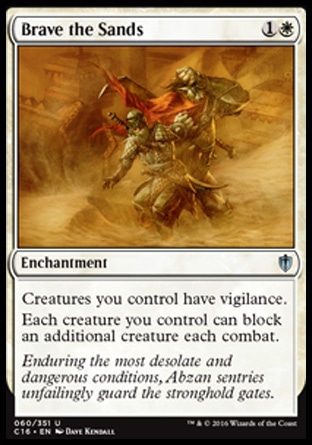 Brave the Sands 1
Enchantment
Creatures you control have vigilance.
Each creature you control can block
an additional creature each combat.
Enduring the most desolate and
dangerous conditions, Abzan sentries
unfailingly guard the stronghold gates.
060/351 U
C16 • EN DAVE KENDALL
™ & © 2016 Wizards of the Coast